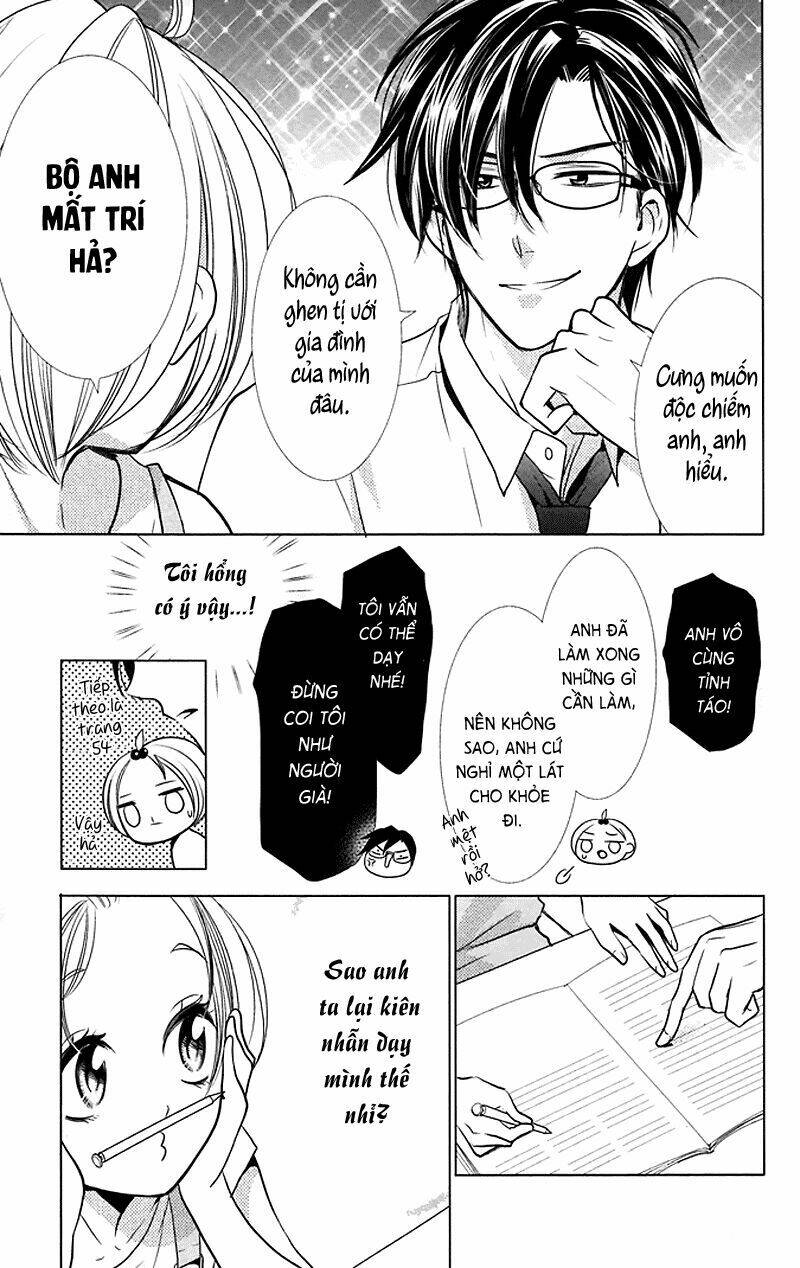 Cưng muốn
độc chiếm
anh, anh
hiểu.
Không cần
ghen tị với
gia đình
của mình
đâu.
BỘ ANH
MẤT TRÍ
HẢ?
ANH VÔ
CÙNG
TỈNH
TÁO!
ANH ĐÃ
LÀM XONG
NHỮNG GÌ
CẦN LÀM,
NÊN KHÔNG
SAO, ANH CỨ
NGHỈ MỘT LÁT
CHO KHỎE
ĐI.
Anh
mệt
rồi
hở?
TÔI VẪN
CÓ THỂ
DẠY
NHÉ!
ĐỪNG
COI TÔI
NHƯ
NGƯỜI
GIÀ!
Tôi hổng
có ý vậy...!
Tiếp
theo là
trang
54
Vậy
hả
Sao anh
ta lại kiên
nhẫn dạy
mình thế
nhỉ?